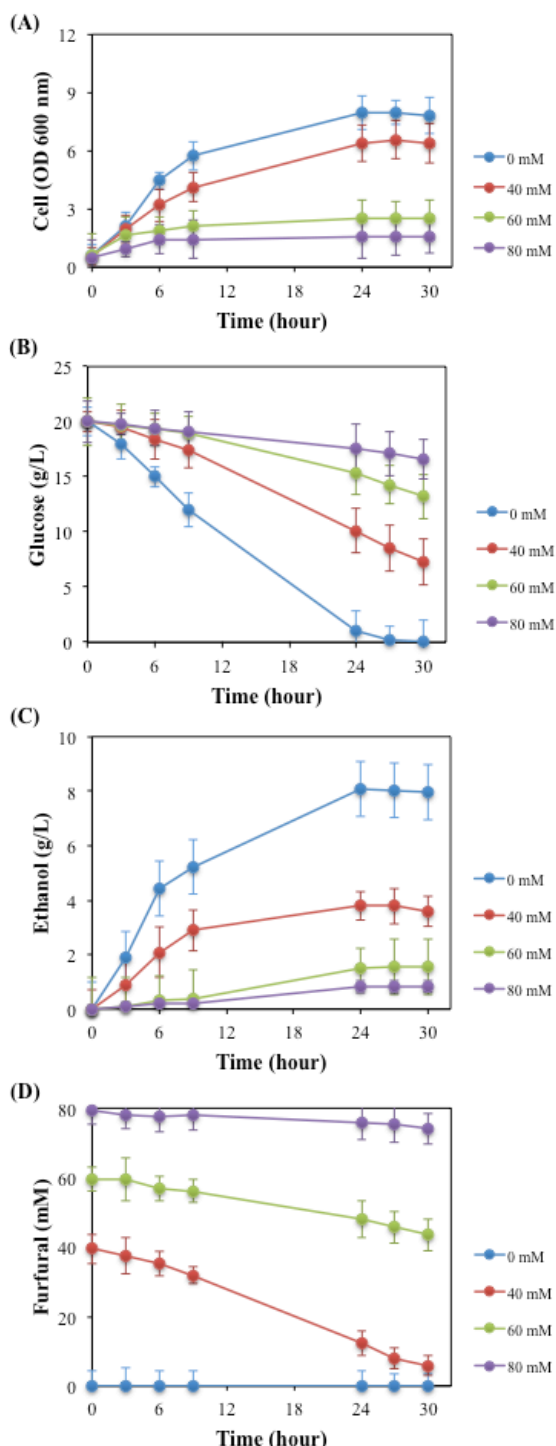 (A)
Cell (OD 600 nm)
12
9
6
3
0
0 6 12 18 24 30
Time (hour)
0 mM
40 mM
60 mM
80 mM
(B)
Glucose (g/L)
25
20
15
10
5
0
0 6 12 18 24 30
Time (hour)
0 mM
40 mM
60 mM
80 mM
(C)
Ethanol (g/L)
10
8
6
4
2
0
0 6 12 18 24 30
Time (hour)
0 mM
40 mM
60 mM
80 mM
(D)
Furfural (mM)
80
60
40
20
0
0 6 12 18 24 30
Time (hour)
0 mM
40 mM
60 mM
80 mM